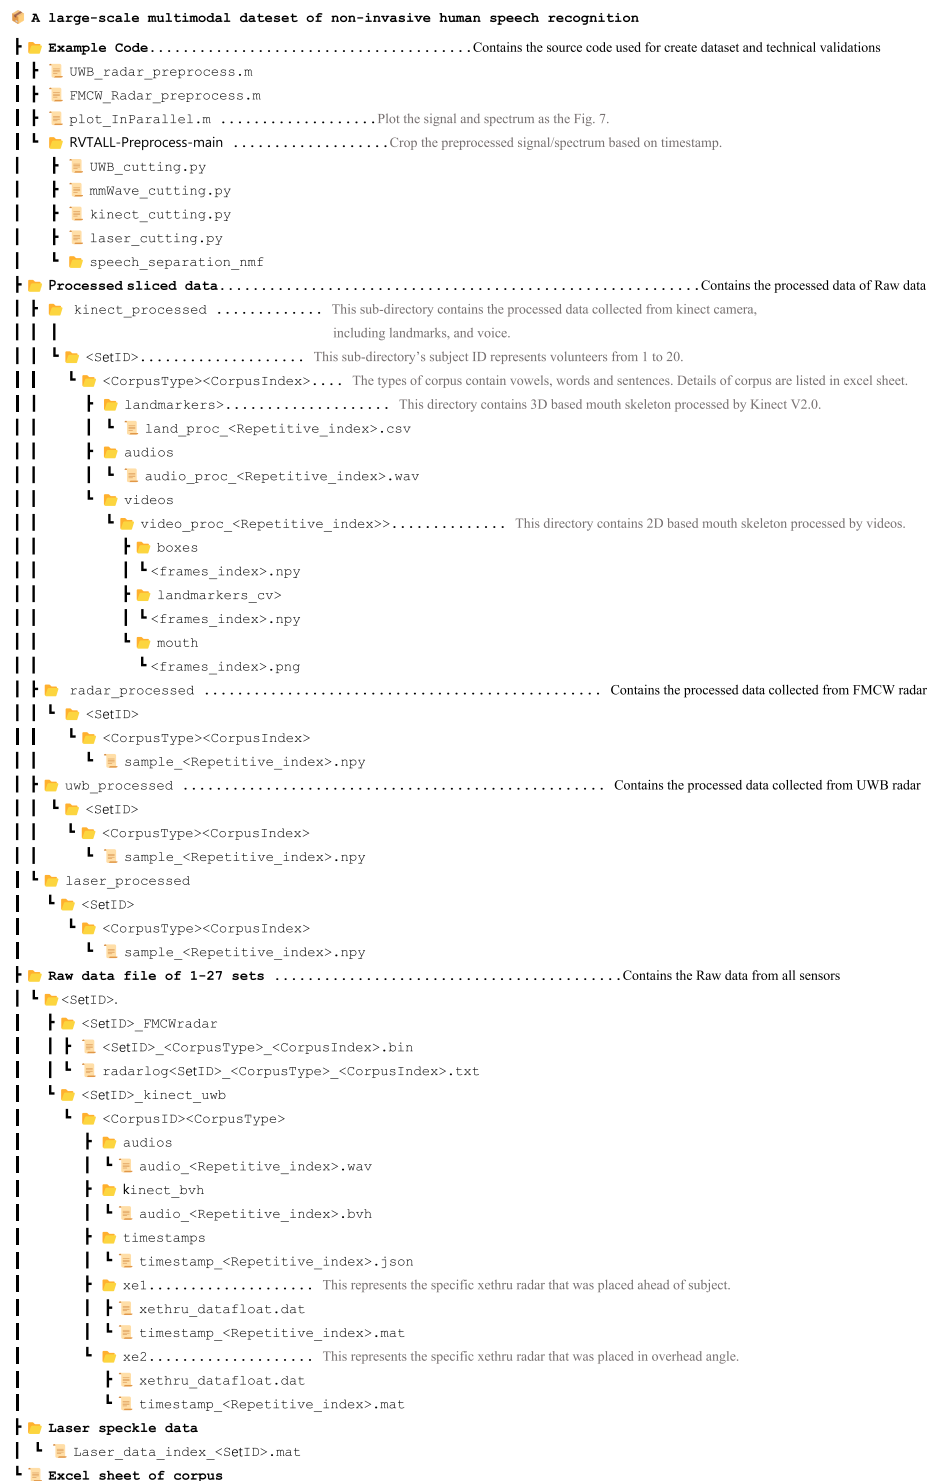 A large-scale multimodal dateset of non-invasive human speech recognition
Example Code.......................................Contains the source code used for create dataset and technical validations
UWB_radar_preprocess.m
FMCW_Radar_preprocess.m
plot_InParallel.m ...................Plot the signal and spectrum as the Fig. 7.
RVTALL-Preprocess-main ...................Crop the preprocessed signal/spectrum based on timestamp.
UWB_cutting.py
mmWave_cutting.py
kinect_cutting.py
laser_cutting.py
speech_separation_nmf
Processed sliced data..........................................................Contains the processed data of Raw data
kinect_processed ............. This sub-directory contains the processed data collected from kinect camera,
including landmarks, and voice.
<SetID>.................... This sub-directory's subject ID represents volunteers from 1 to 20.
<CorpusType><CorpusIndex>.... The types of corpus contain vowels, words and sentences. Details of corpus are listed in excel sheet.
landmarkers>.................... This directory contains 3D based mouth skeleton processed by Kinect V2.0.
land_proc_<Repetitive_index>.csv
audios
audio_proc_<Repetitive_index>.wav
videos
video_proc_<Repetitive_index>>.............. This directory contains 2D based mouth skeleton processed by videos.
boxes
<frames_index>.npy
landmarkers_cv>
<frames_index>.npy
mouth
<frames_index>.png
radar_processed ................................................ Contains the processed data collected from FMCW radar
<SetID>
<CorpusType><CorpusIndex>
sample_<Repetitive_index>.npy
uwb_processed ................................................... Contains the processed data collected from UWB radar
<SetID>
<CorpusType><CorpusIndex>
sample_<Repetitive_index>.npy
laser_processed
<SetID>
<CorpusType><CorpusIndex>
sample_<Repetitive_index>.npy
Raw data file of 1-27 sets ..........................................Contains the Raw data from all sensors
<SetID>.
<SetID>_FMCWradar
<SetID>_<CorpusType>_<CorpusIndex>.bin
radarlog<SetID>_<CorpusType>_<CorpusIndex>.txt
<SetID>_kinect_uwb
<CorpusID><CorpusType>
audios
audio_<Repetitive_index>.wav
kinect_bvh
audio_<Repetitive_index>.bvh
timestamps
timestamp_<Repetitive_index>.json
xe1.................... This represents the specific xethru radar that was placed ahead of subject.
xethru_datafloat.dat
timestamp_<Repetitive_index>.mat
xe2.................... This represents the specific xethru radar that was placed in overhead angle.
xethru_datafloat.dat
timestamp_<Repetitive_index>.mat
Laser speckle data
Laser_data_index_<SetID>.mat
Excel sheet of corpus